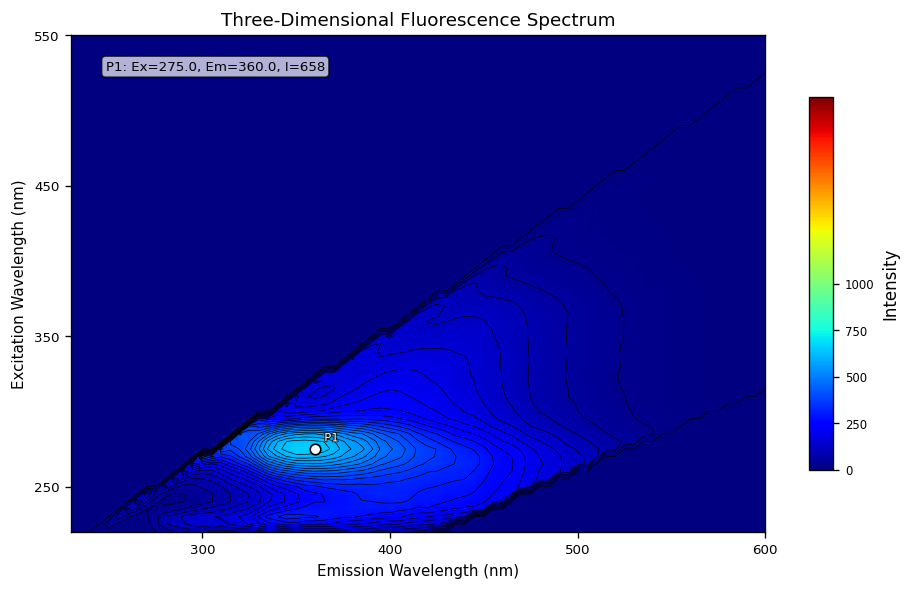 Three-Dimensional Fluorescence Spectrum
550
450
350
250
Excitation Wavelength (nm)
P1: Ex=275.0, Em=360.0, I=658
P1
300
400
500
600
Emission Wavelength (nm)
1000
750
500
250
0
Intensity